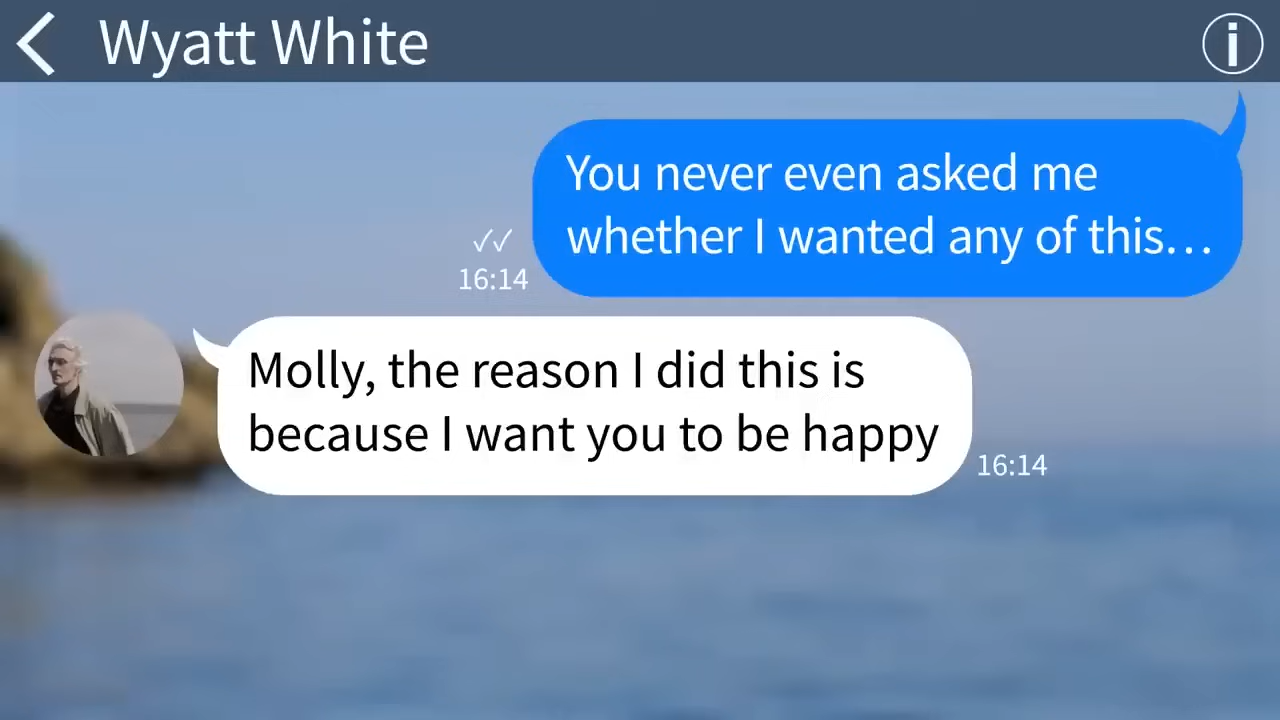 Wyatt White
You never even asked me
whether I wanted any of this...
16:14
Molly, the reason I did this is
because I want you to be happy
16:14